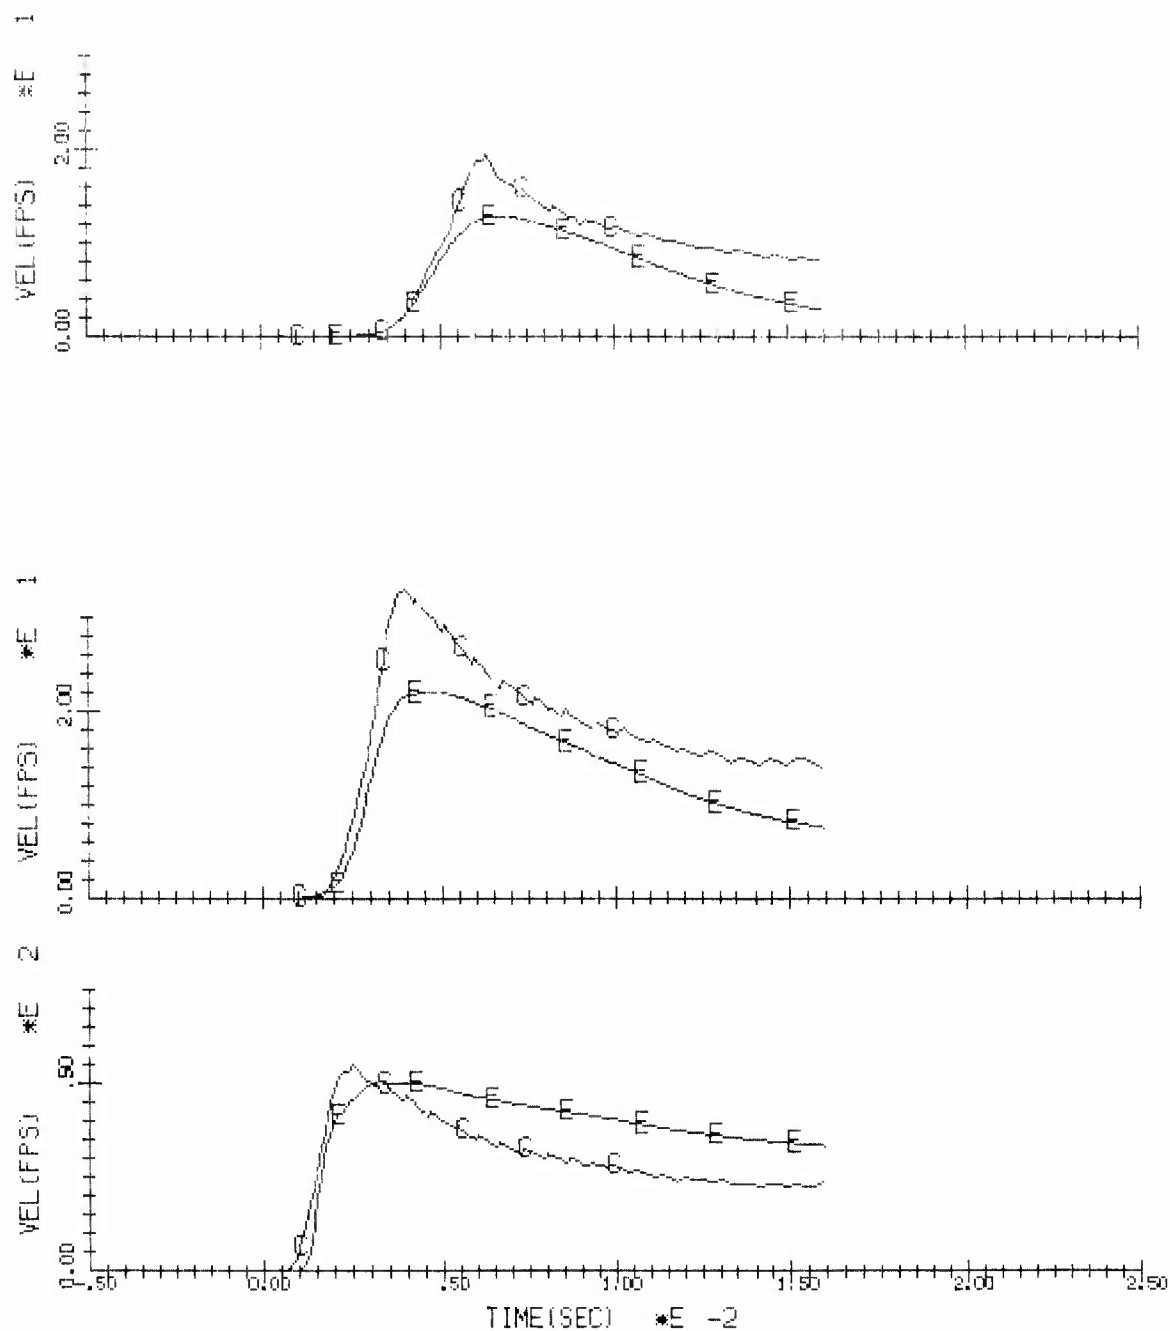 VEL(FPS) *E 1
2.00
0.00
C E C E C E C E C E C E E E
VEL(FPS) *E 1
2.00
0.00
C E C E C E C E C E E E
VEL(FPS) *E 2
.50
0.00
C E C E C E C E C E E E
-.50 0.00 .50 1.00 1.50 2.00 2.50
TIME(SEC) *E -2